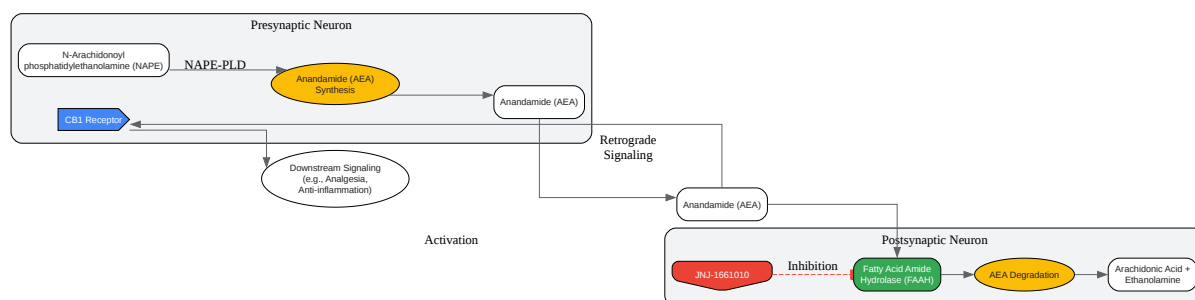 Presynaptic Neuron
N-Arachidonoyl
phosphatidylethanolamine (NAPE)
NAPE-PLD
Anandamide (AEA)
Synthesis
Anandamide (AEA)
CB1 Receptor
Retrograde
Signaling
Downstream Signaling
(e.g., Analgesia,
Anti-inflammation)
Anandamide (AEA)
Activation
Postsynaptic Neuron
JNJ-1661010
Inhibition
Fatty Acid Amide
Hydrolase (FAAH)
AEA Degradation
Arachidonic Acid +
Ethanolamine